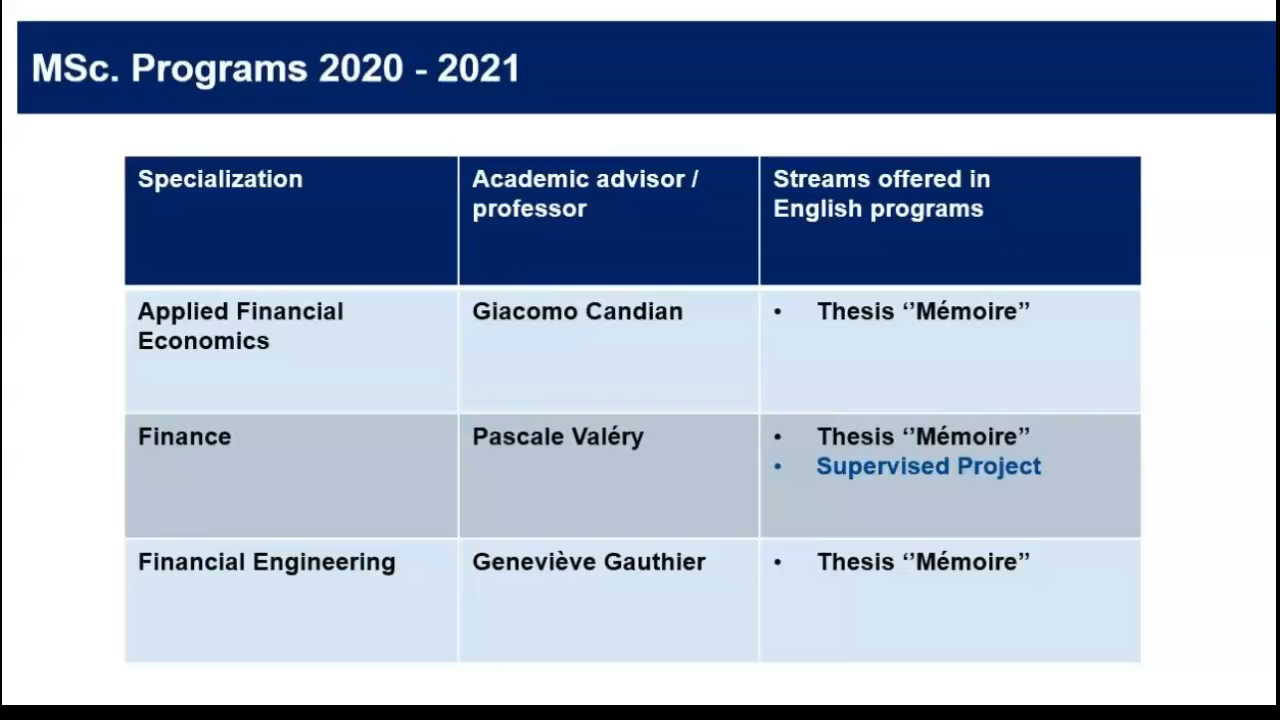 MSc. Programs 2020 - 2021
Specialization
Academic advisor /
professor
Streams offered in
English programs
Applied Financial
Economics
Giacomo Candian
• Thesis ‘’Mémoire’’
Finance
Pascale Valéry
• Thesis ‘’Mémoire’’
• Supervised Project
Financial Engineering
Geneviève Gauthier
• Thesis ‘’Mémoire’’